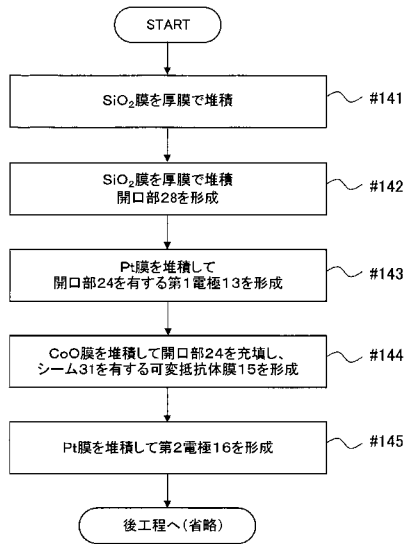 START
SiO₂膜を厚膜で堆積
#141
SiO₂膜を厚膜で堆積
開口部28を形成
#142
Pt膜を堆積して
開口部24を有する第1電極13を形成
#143
CoO膜を堆積して開口部24を充填し、
シーム31を有する可変抵抗体膜15を形成
#144
Pt膜を堆積して第2電極16を形成
#145
後工程へ(省略)